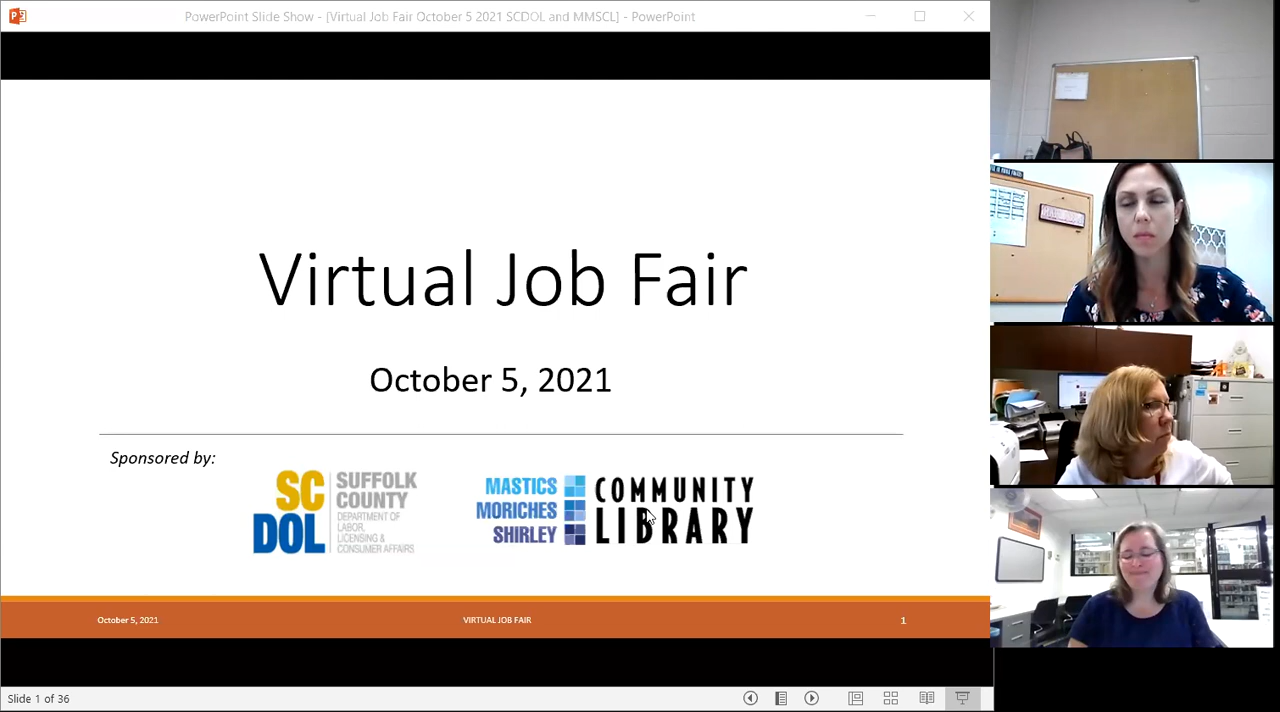 PowerPoint Slide Show - [Virtual Job Fair October 5 2021 SCDOL and MMSCL] - PowerPoint
Virtual Job Fair
October 5, 2021
Sponsored by:
SC
DOL
SUFFOLK
COUNTY
DEPARTMENT OF
LABOR,
LICENSING &
CONSUMER AFFAIRS
MASTICS
MORICHES
SHIRLEY
COMMUNITY
LIBRARY
October 5, 2021
VIRTUAL JOB FAIR
1
Slide 1 of 36